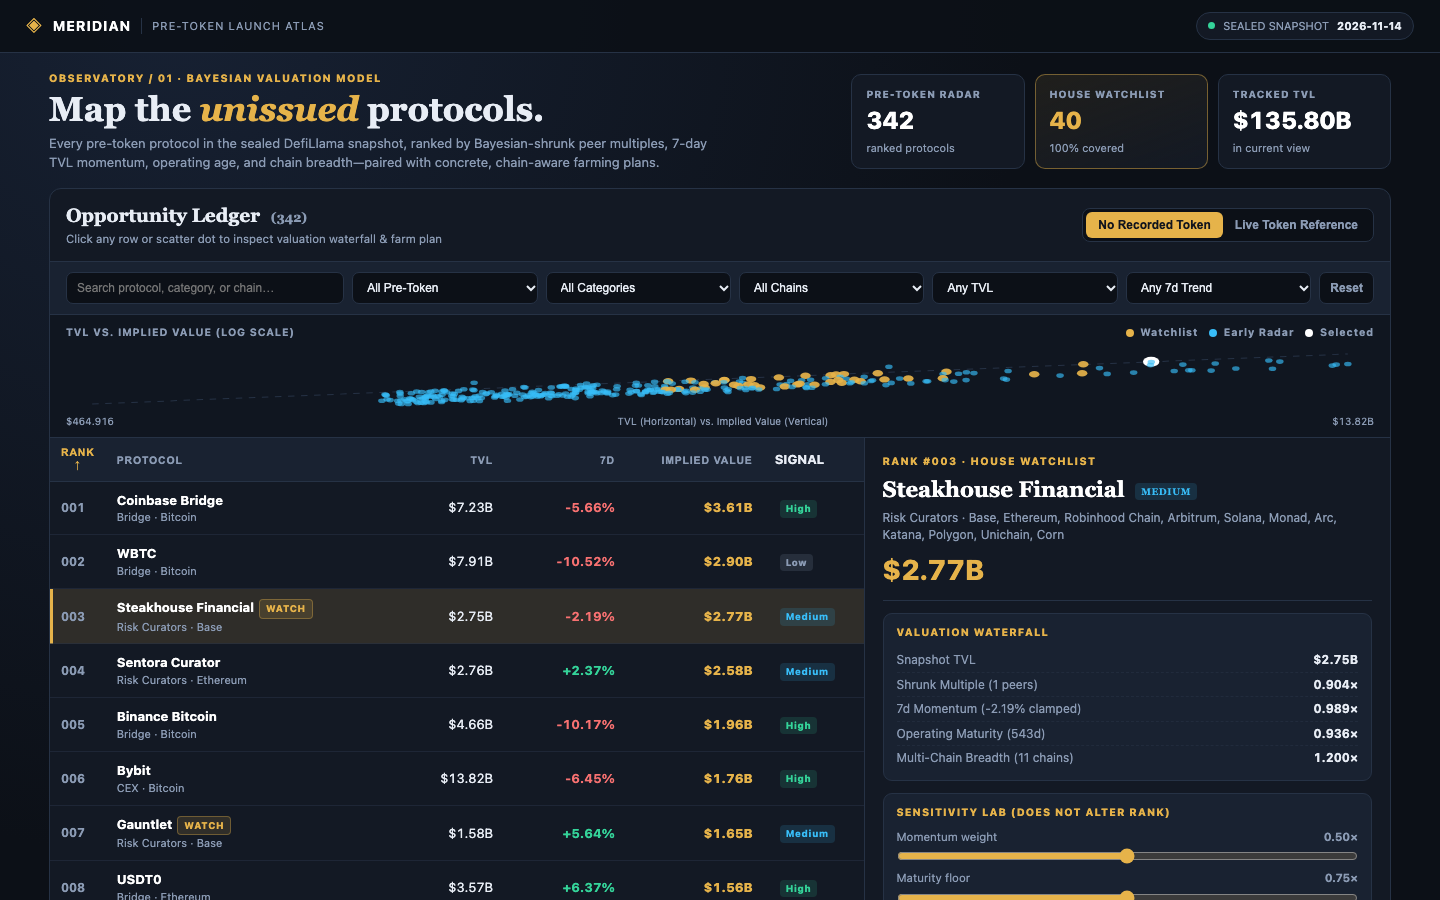 MERIDIAN
PRE-TOKEN LAUNCH ATLAS
SEALED SNAPSHOT 2026-11-14
OBSERVATORY / 01 · BAYESIAN VALUATION MODEL
Map the unissued protocols.
Every pre-token protocol in the sealed DefiLlama snapshot, ranked by Bayesian-shrunk peer multiples, 7-day
TVL momentum, operating age, and chain breadth—paired with concrete, chain-aware farming plans.
PRE-TOKEN RADAR
342
ranked protocols
HOUSE WATCHLIST
40
100% covered
TRACKED TVL
$135.80B
in current view
Opportunity Ledger (342)
Click any row or scatter dot to inspect valuation waterfall & farm plan
No Recorded Token
Live Token Reference
Search protocol, category, or chain...
All Pre-Token
All Categories
All Chains
Any TVL
Any 7d Trend
Reset
TVL VS. IMPLIED VALUE (LOG SCALE)
Watchlist
Early Radar
Selected
$464.916
TVL (Horizontal) vs. Implied Value (Vertical)
$13.82B
RANK ↑ PROTOCOL TVL 7D IMPLIED VALUE SIGNAL
001 Coinbase Bridge $7.23B -5.66% $3.61B High
Bridge · Bitcoin
002 WBTC $7.91B -10.52% $2.90B Low
Bridge · Bitcoin
003 Steakhouse Financial WATCH $2.75B -2.19% $2.77B Medium
Risk Curators · Base
004 Sentora Curator $2.76B +2.37% $2.58B Medium
Risk Curators · Ethereum
005 Binance Bitcoin $4.66B -10.17% $1.96B High
Bridge · Bitcoin
006 Bybit $13.82B -6.45% $1.76B High
CEX · Bitcoin
007 Gauntlet WATCH $1.58B +5.64% $1.65B Medium
Risk Curators · Base
008 USDT0 $3.57B +6.37% $1.56B High
Bridge · Ethereum
RANK #003 · HOUSE WATCHLIST
Steakhouse Financial MEDIUM
Risk Curators · Base, Ethereum, Robinhood Chain, Arbitrum, Solana, Monad, Arc,
Katana, Polygon, Unichain, Corn
$2.77B
VALUATION WATERFALL
Snapshot TVL $2.75B
Shrunk Multiple (1 peers) 0.904×
7d Momentum (-2.19% clamped) 0.989×
Operating Maturity (543d) 0.936×
Multi-Chain Breadth (11 chains) 1.200×
SENSITIVITY LAB (DOES NOT ALTER RANK)
Momentum weight 0.50×
Maturity floor 0.75×